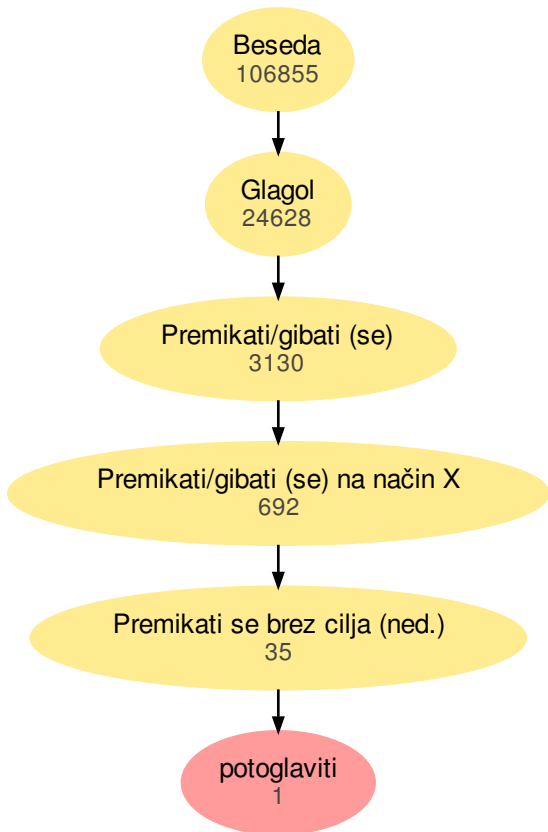 Beseda
106855
Glagol
24628
Premikati/gibati (se)
3130
Premikati/gibati (se) na način X
692
Premikati se brez cilja (ned.)
35
potoglaviti
1